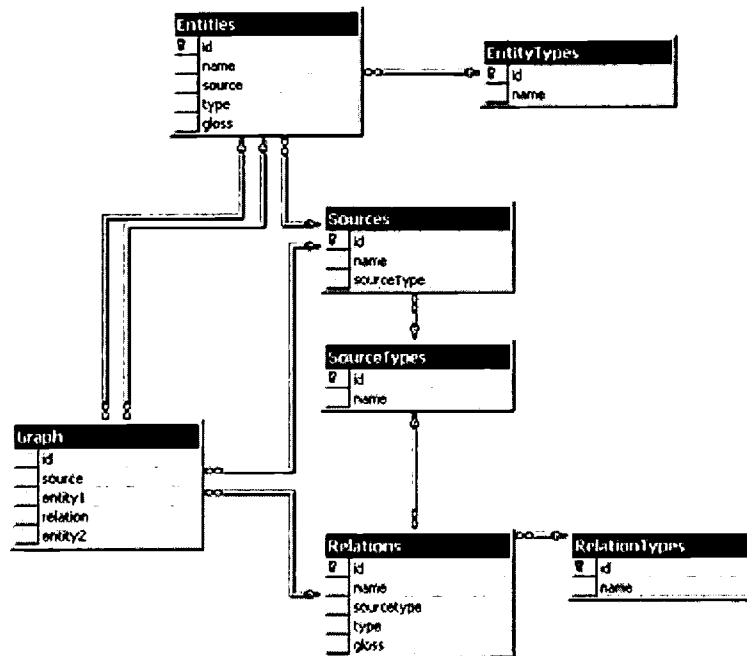 Entities
id
name
source
type
gloss
EntityTypes
id
name
Sources
id
name
sourceType
SourceTypes
id
name
Graph
id
source
entity1
relation
entity2
Relations
id
name
sourcetype
type
gloss
RelationTypes
id
name